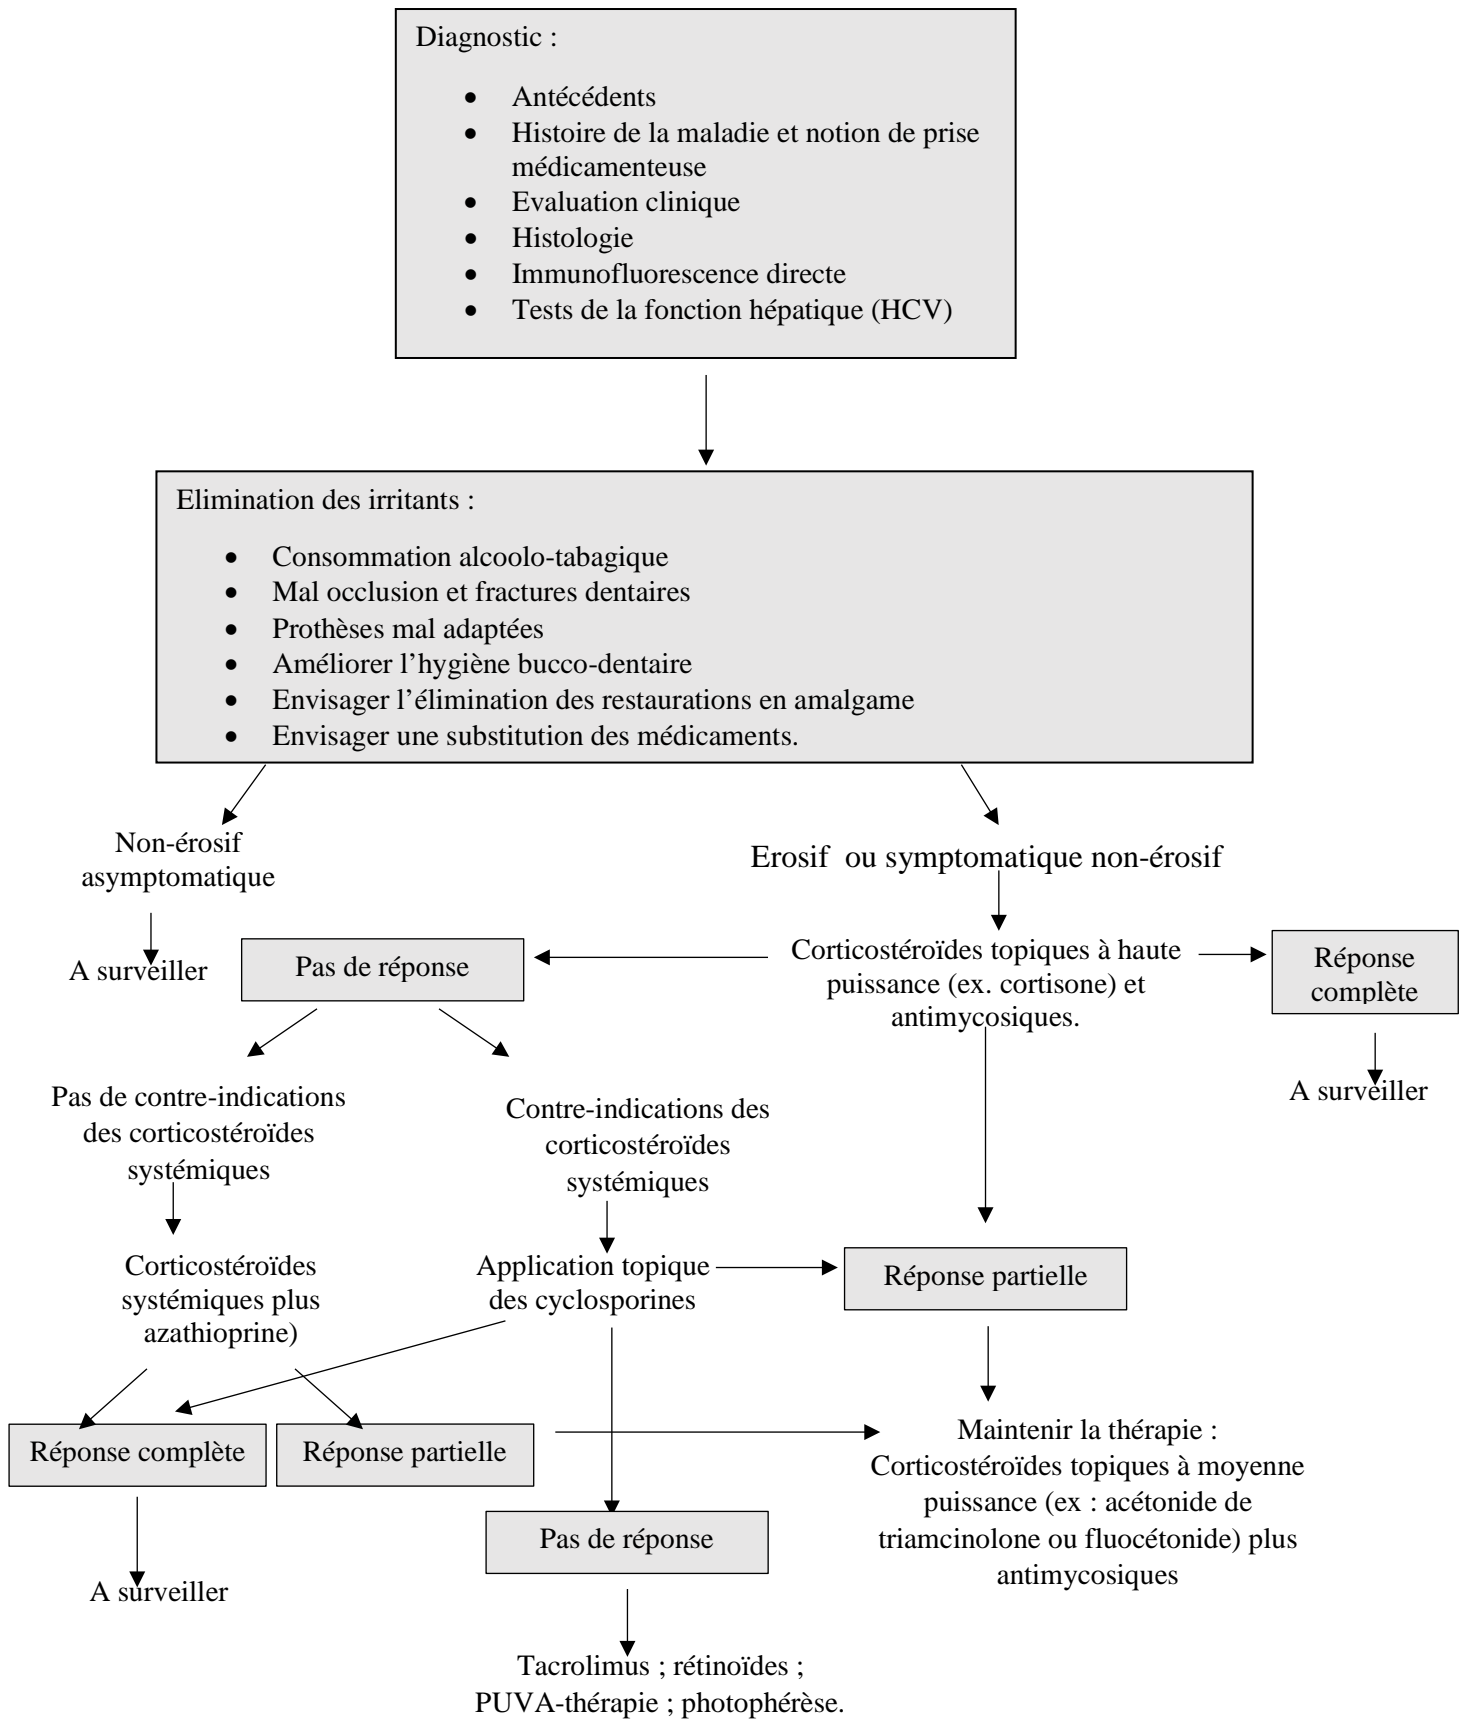 Diagnostic :
• Antécédents
• Histoire de la maladie et notion de prise
médicamenteuse
• Evaluation clinique
• Histologie
• Immunofluorescence directe
• Tests de la fonction hépatique (HCV)
Elimination des irritants :
• Consommation alcoolo-tabagique
• Mal occlusion et fractures dentaires
• Prothèses mal adaptées
• Améliorer l’hygiène bucco-dentaire
• Envisager l’élimination des restaurations en amalgame
• Envisager une substitution des médicaments.
Non-érosif
asymptomatique
A surveiller
Erosif ou symptomatique non-érosif
Pas de réponse
Corticostéroïdes topiques à haute
puissance (ex. cortisone) et
antimycosiques.
Réponse
complète
A surveiller
Pas de contre-indications
des corticostéroïdes
systémiques
Contre-indications des
corticostéroïdes
systémiques
Corticostéroïdes
systémiques plus
azathioprine)
Application topique
des cyclosporines
Réponse partielle
Réponse complète
Réponse partielle
Maintenir la thérapie :
Corticostéroïdes topiques à moyenne
puissance (ex : acétonide de
triamcinolone ou fluocétonide) plus
antimycosiques
Pas de réponse
A surveiller
Tacrolimus ; rétinoïdes ;
PUVA-thérapie ; photophérèse.